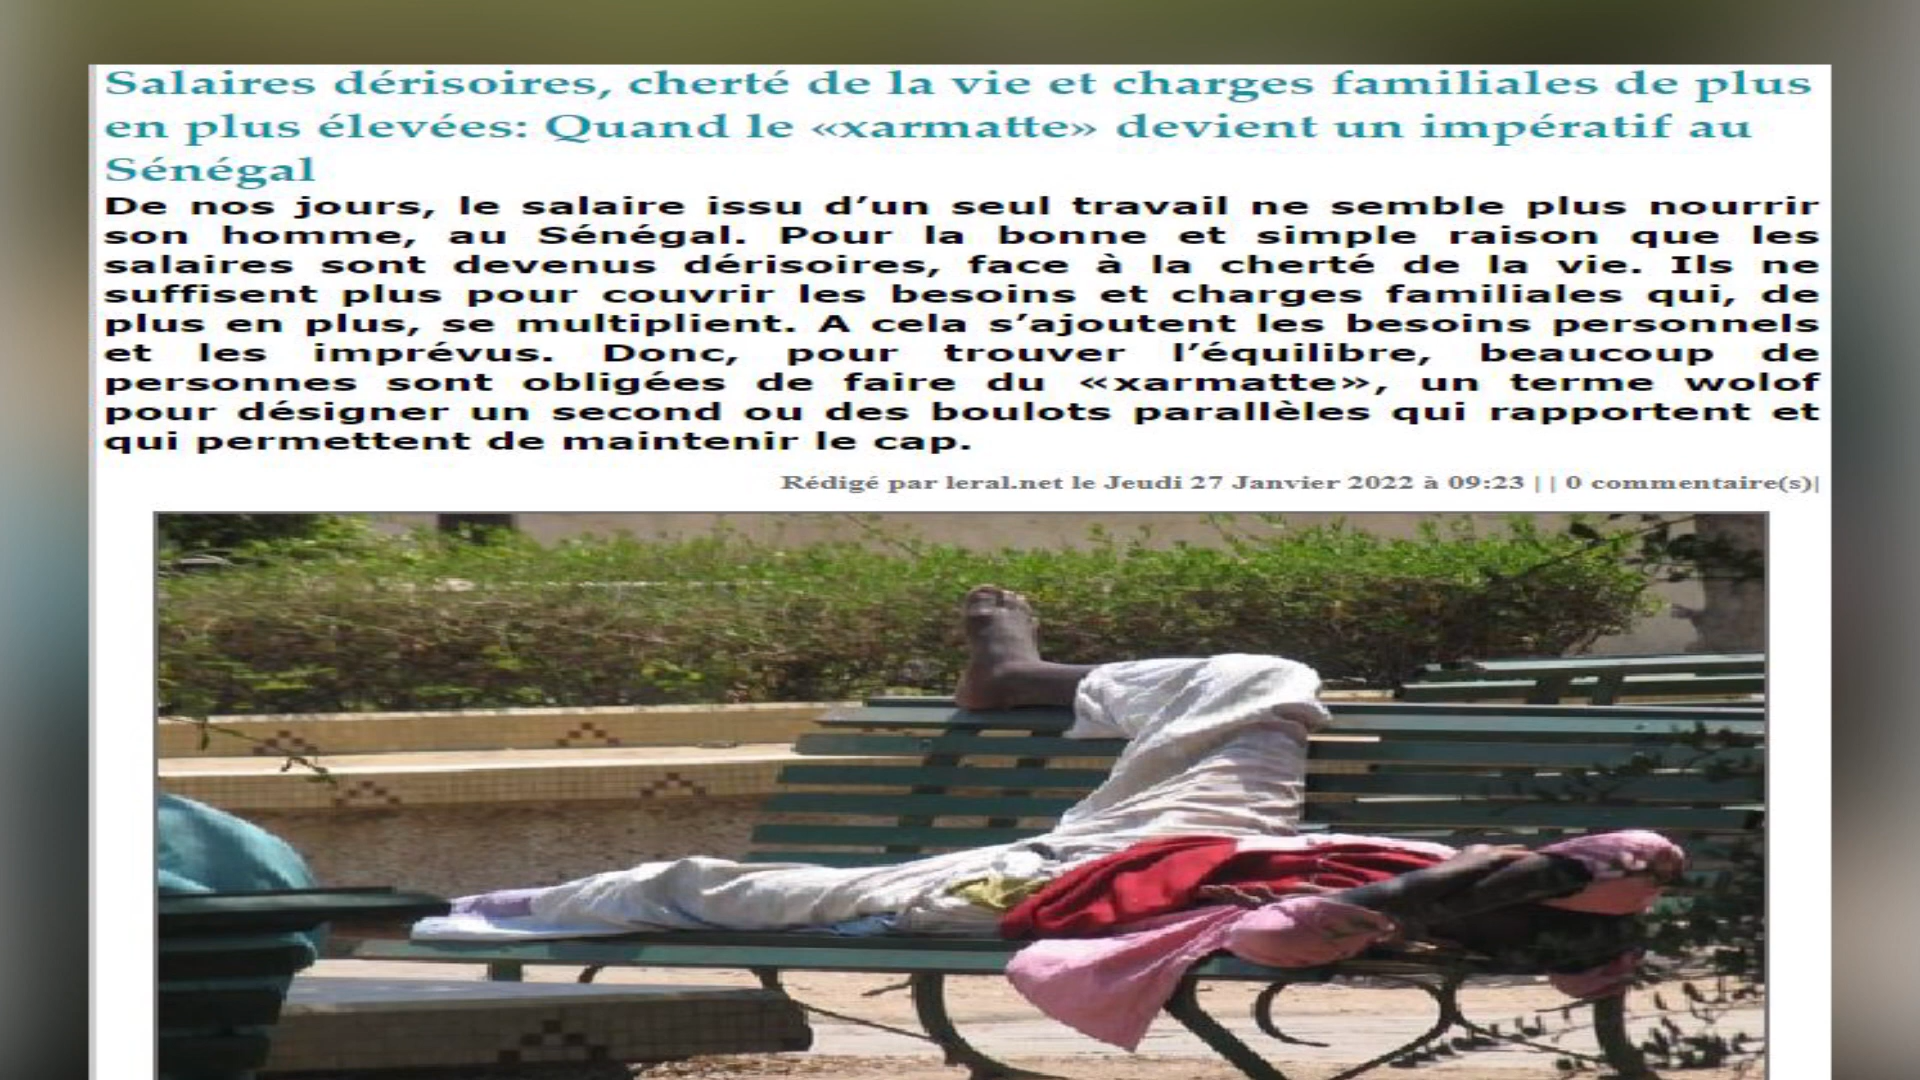 Salaires dérisoires, cherté de la vie et charges familiales de plus
en plus élevées: Quand le «xarmatte» devient un impératif au
Sénégal
De nos jours, le salaire issu d’un seul travail ne semble plus nourrir
son homme, au Sénégal. Pour la bonne et simple raison que les
salaires sont devenus dérisoires, face à la cherté de la vie. Ils ne
suffisent plus pour couvrir les besoins et charges familiales qui, de
plus en plus, se multiplient. A cela s’ajoutent les besoins personnels
et les imprévus. Donc, pour trouver l’équilibre, beaucoup de
personnes sont obligées de faire du «xarmatte», un terme wolof
pour désigner un second ou des boulots parallèles qui rapportent et
qui permettent de maintenir le cap.
Rédigé par leral.net le Jeudi 27 Janvier 2022 à 09:23 | | 0 commentaire(s)|